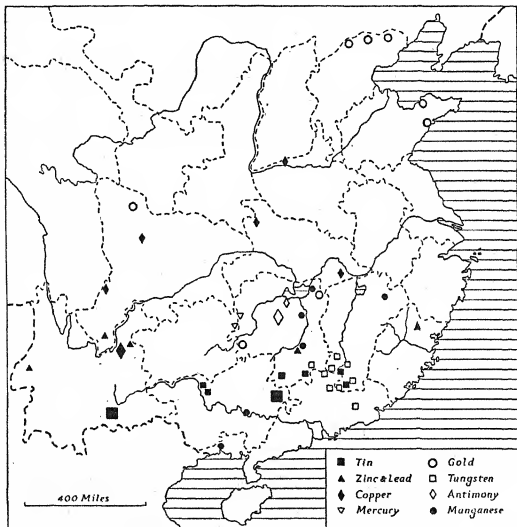 Tin
Zinc & Lead
Copper
Mercury
Gold
Tungsten
Antimony
Manganese
400 Miles